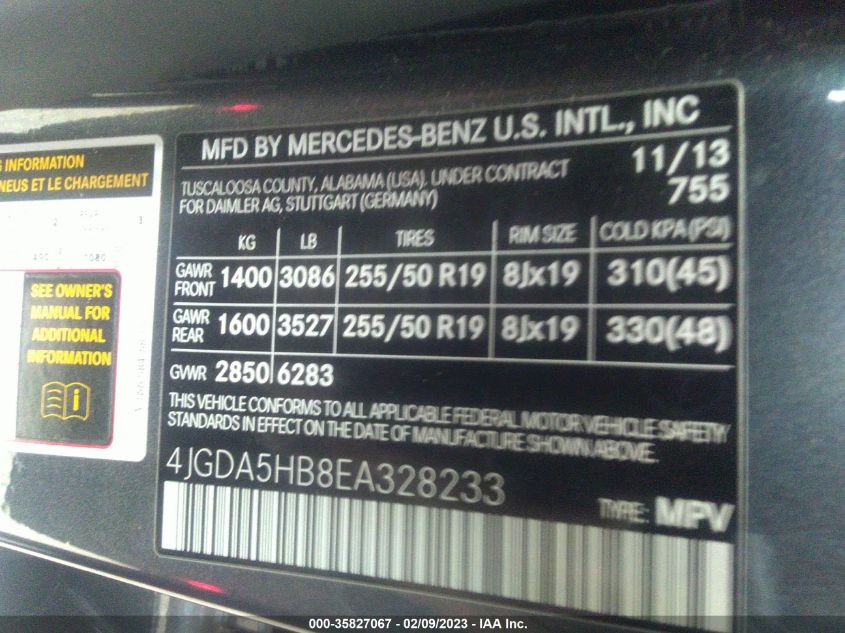 G INFORMATION
NEUS ET LE CHARGEMENT
SEE OWNER'S
MANUAL FOR
ADDITIONAL
INFORMATION
MFD BY MERCEDES-BENZ U.S. INTL., INC
TUSCALOOSA COUNTY, ALABAMA (USA). UNDER CONTRACT 11/13
FOR DAIMLER AG, STUTTGART (GERMANY) 755
KG LB TIRES RIM SIZE COLD KPA (PSI)
GAWR FRONT 1400 3086 255/50 R19 8Jx19 310(45)
GAWR REAR 1600 3527 255/50 R19 8Jx19 330(48)
GVWR 2850 6283
THIS VEHICLE CONFORMS TO ALL APPLICABLE FEDERAL MOTOR VEHICLE SAFETY
STANDARDS IN EFFECT ON THE DATE OF MANUFACTURE SHOWN ABOVE.
4JGDA5HB8EA328233
TYPE: MPV
000-35827067 - 02/09/2023 - IAA Inc.